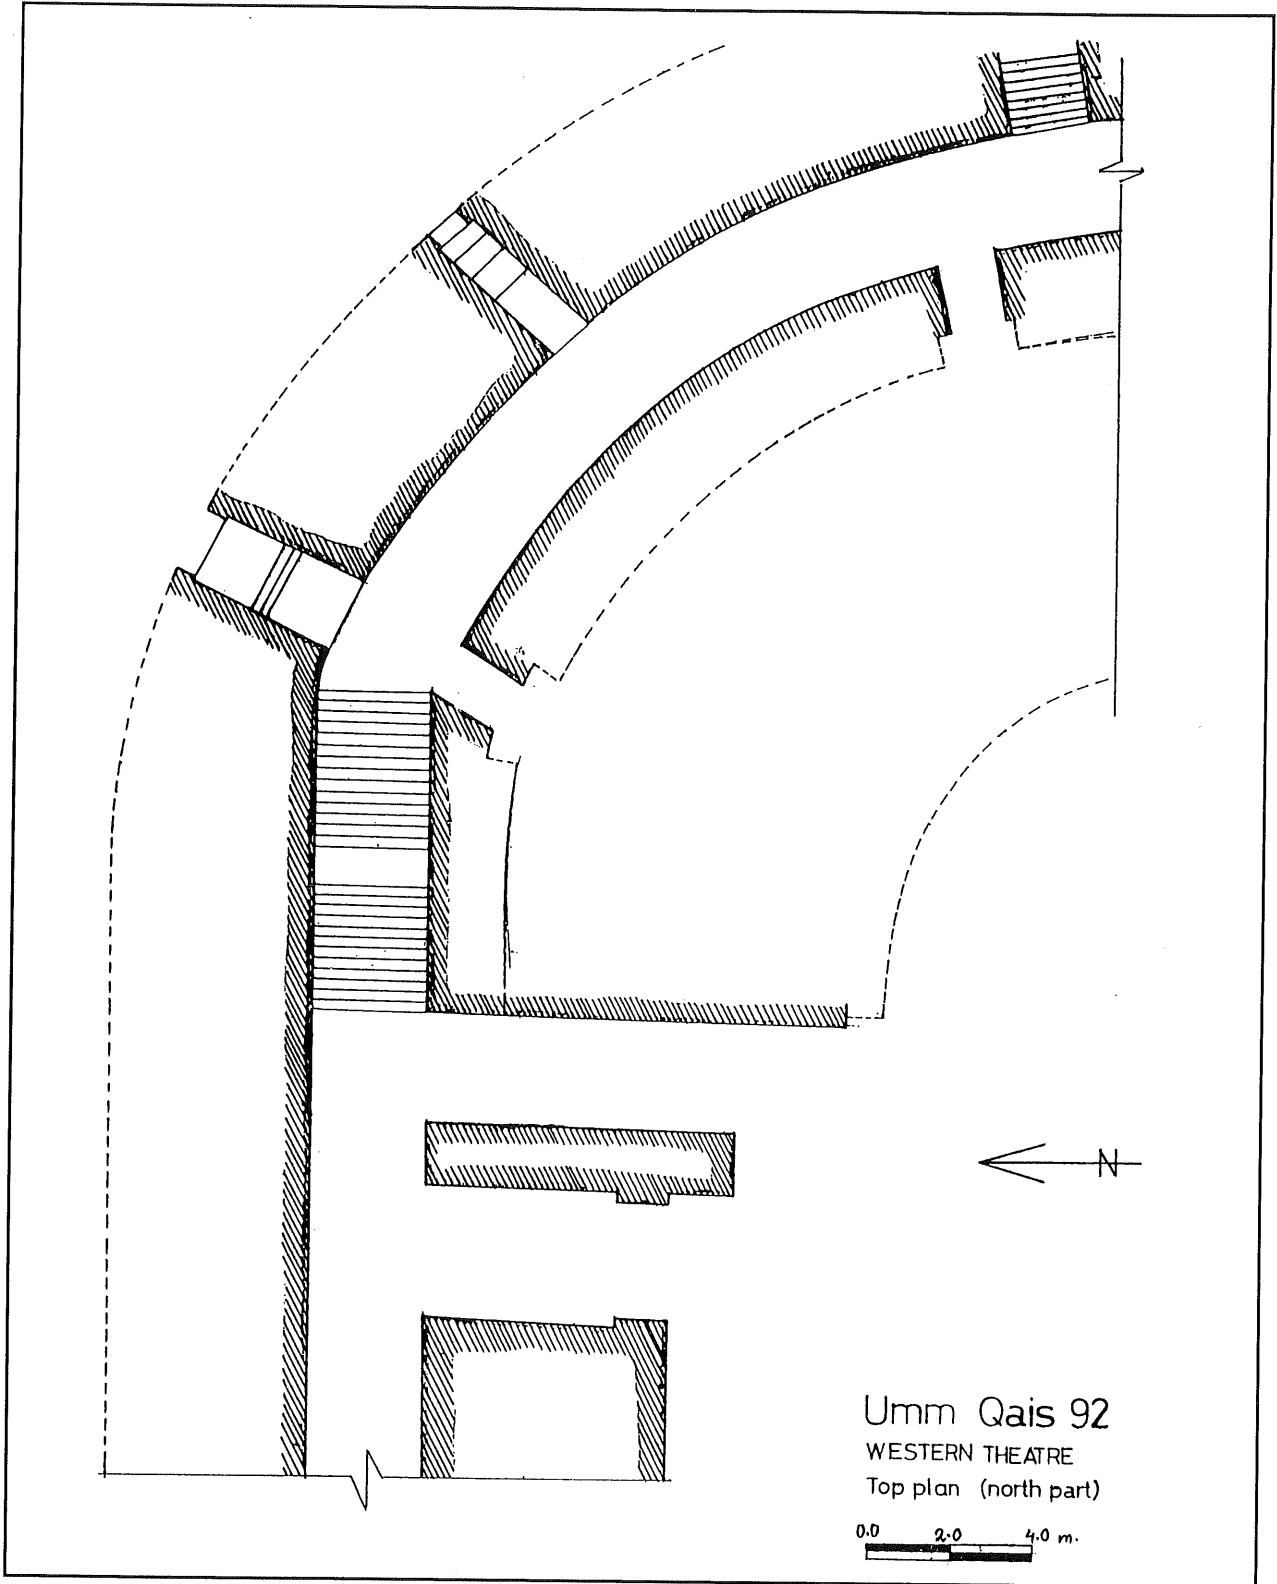 N
Umm Qais 92
WESTERN THEATRE
Top plan (north part)
0.0 2.0 4.0 m.